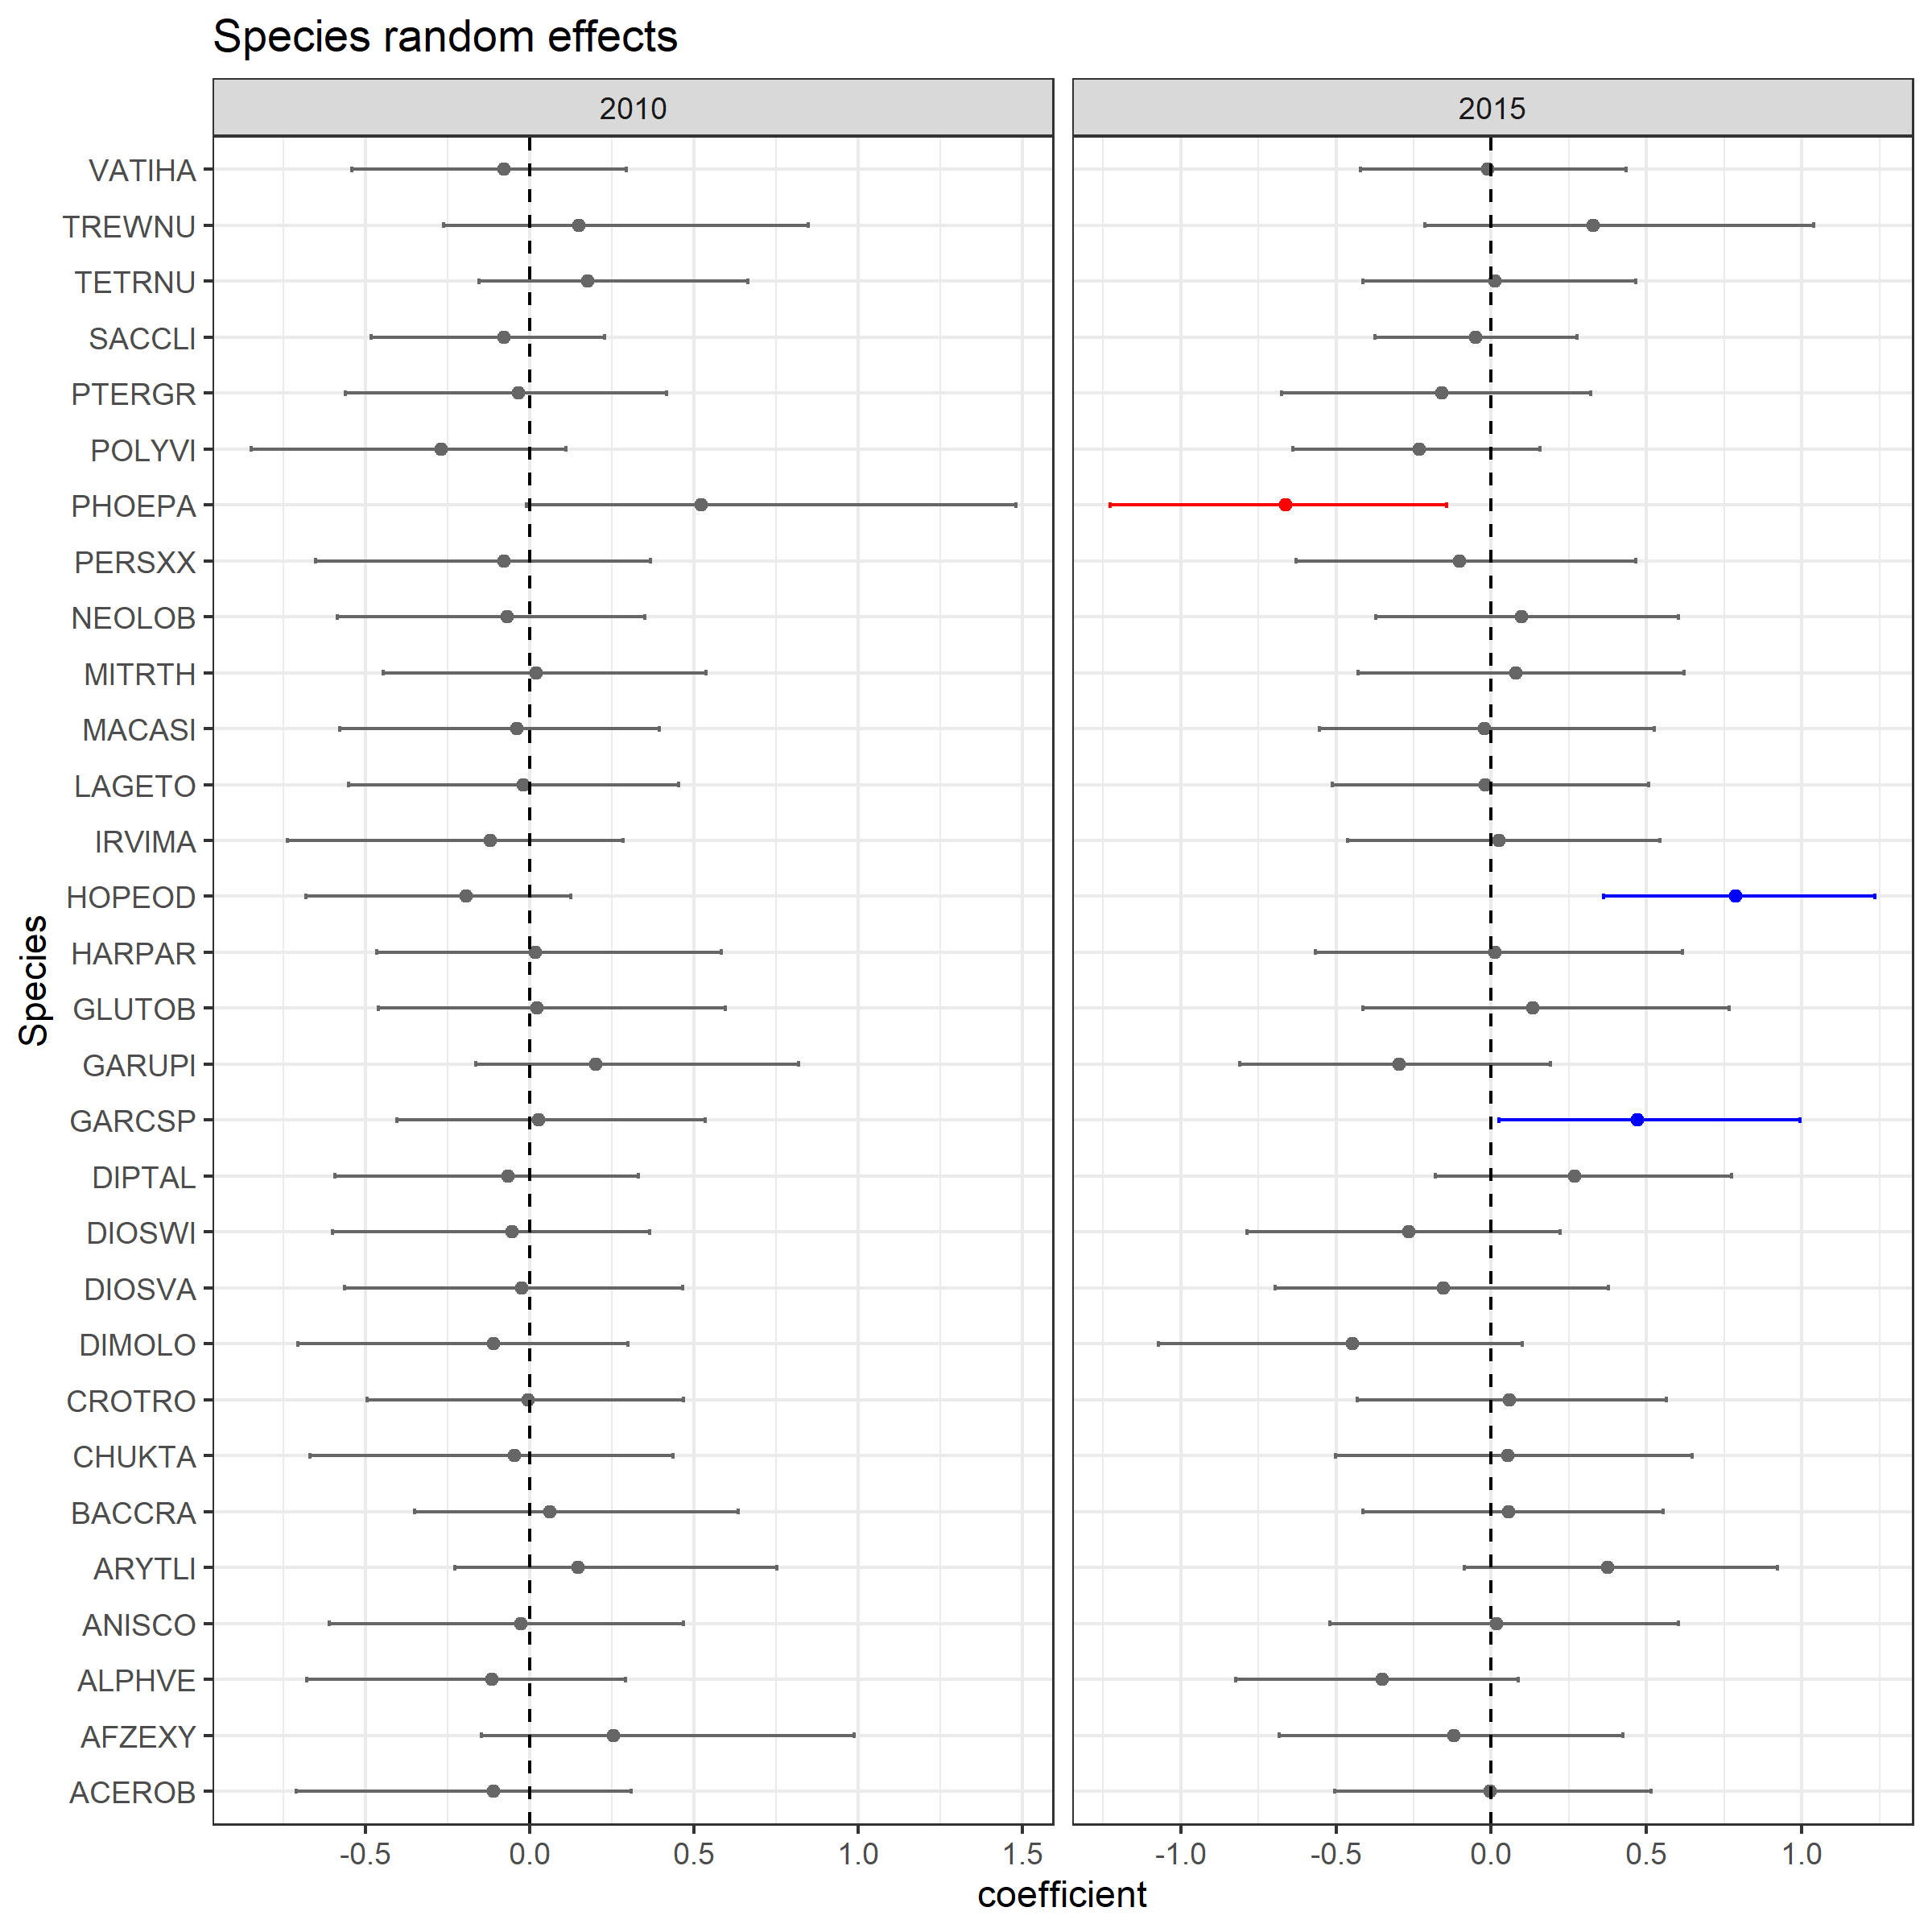 Species random effects
2010 2015
VATIHA
TREWNU
TETRNU
SACCLI
PTERGR
POLYVI
PHOEPA
PERSXX
NEOLOB
MITRTH
MACASI
LAGETO
IRVIMA
HOPEOD
HARPAR
GLUTOB
GARUPI
GARCSP
DIPTAL
DIOSWI
DIOSVA
DIMOLO
CROTRO
CHUKTA
BACCRA
ARYTLI
ANISCO
ALPHVE
AFZEXY
ACEROB
Species
-0.5 0.0 0.5 1.0 1.5 -1.0 -0.5 0.0 0.5 1.0
coefficient